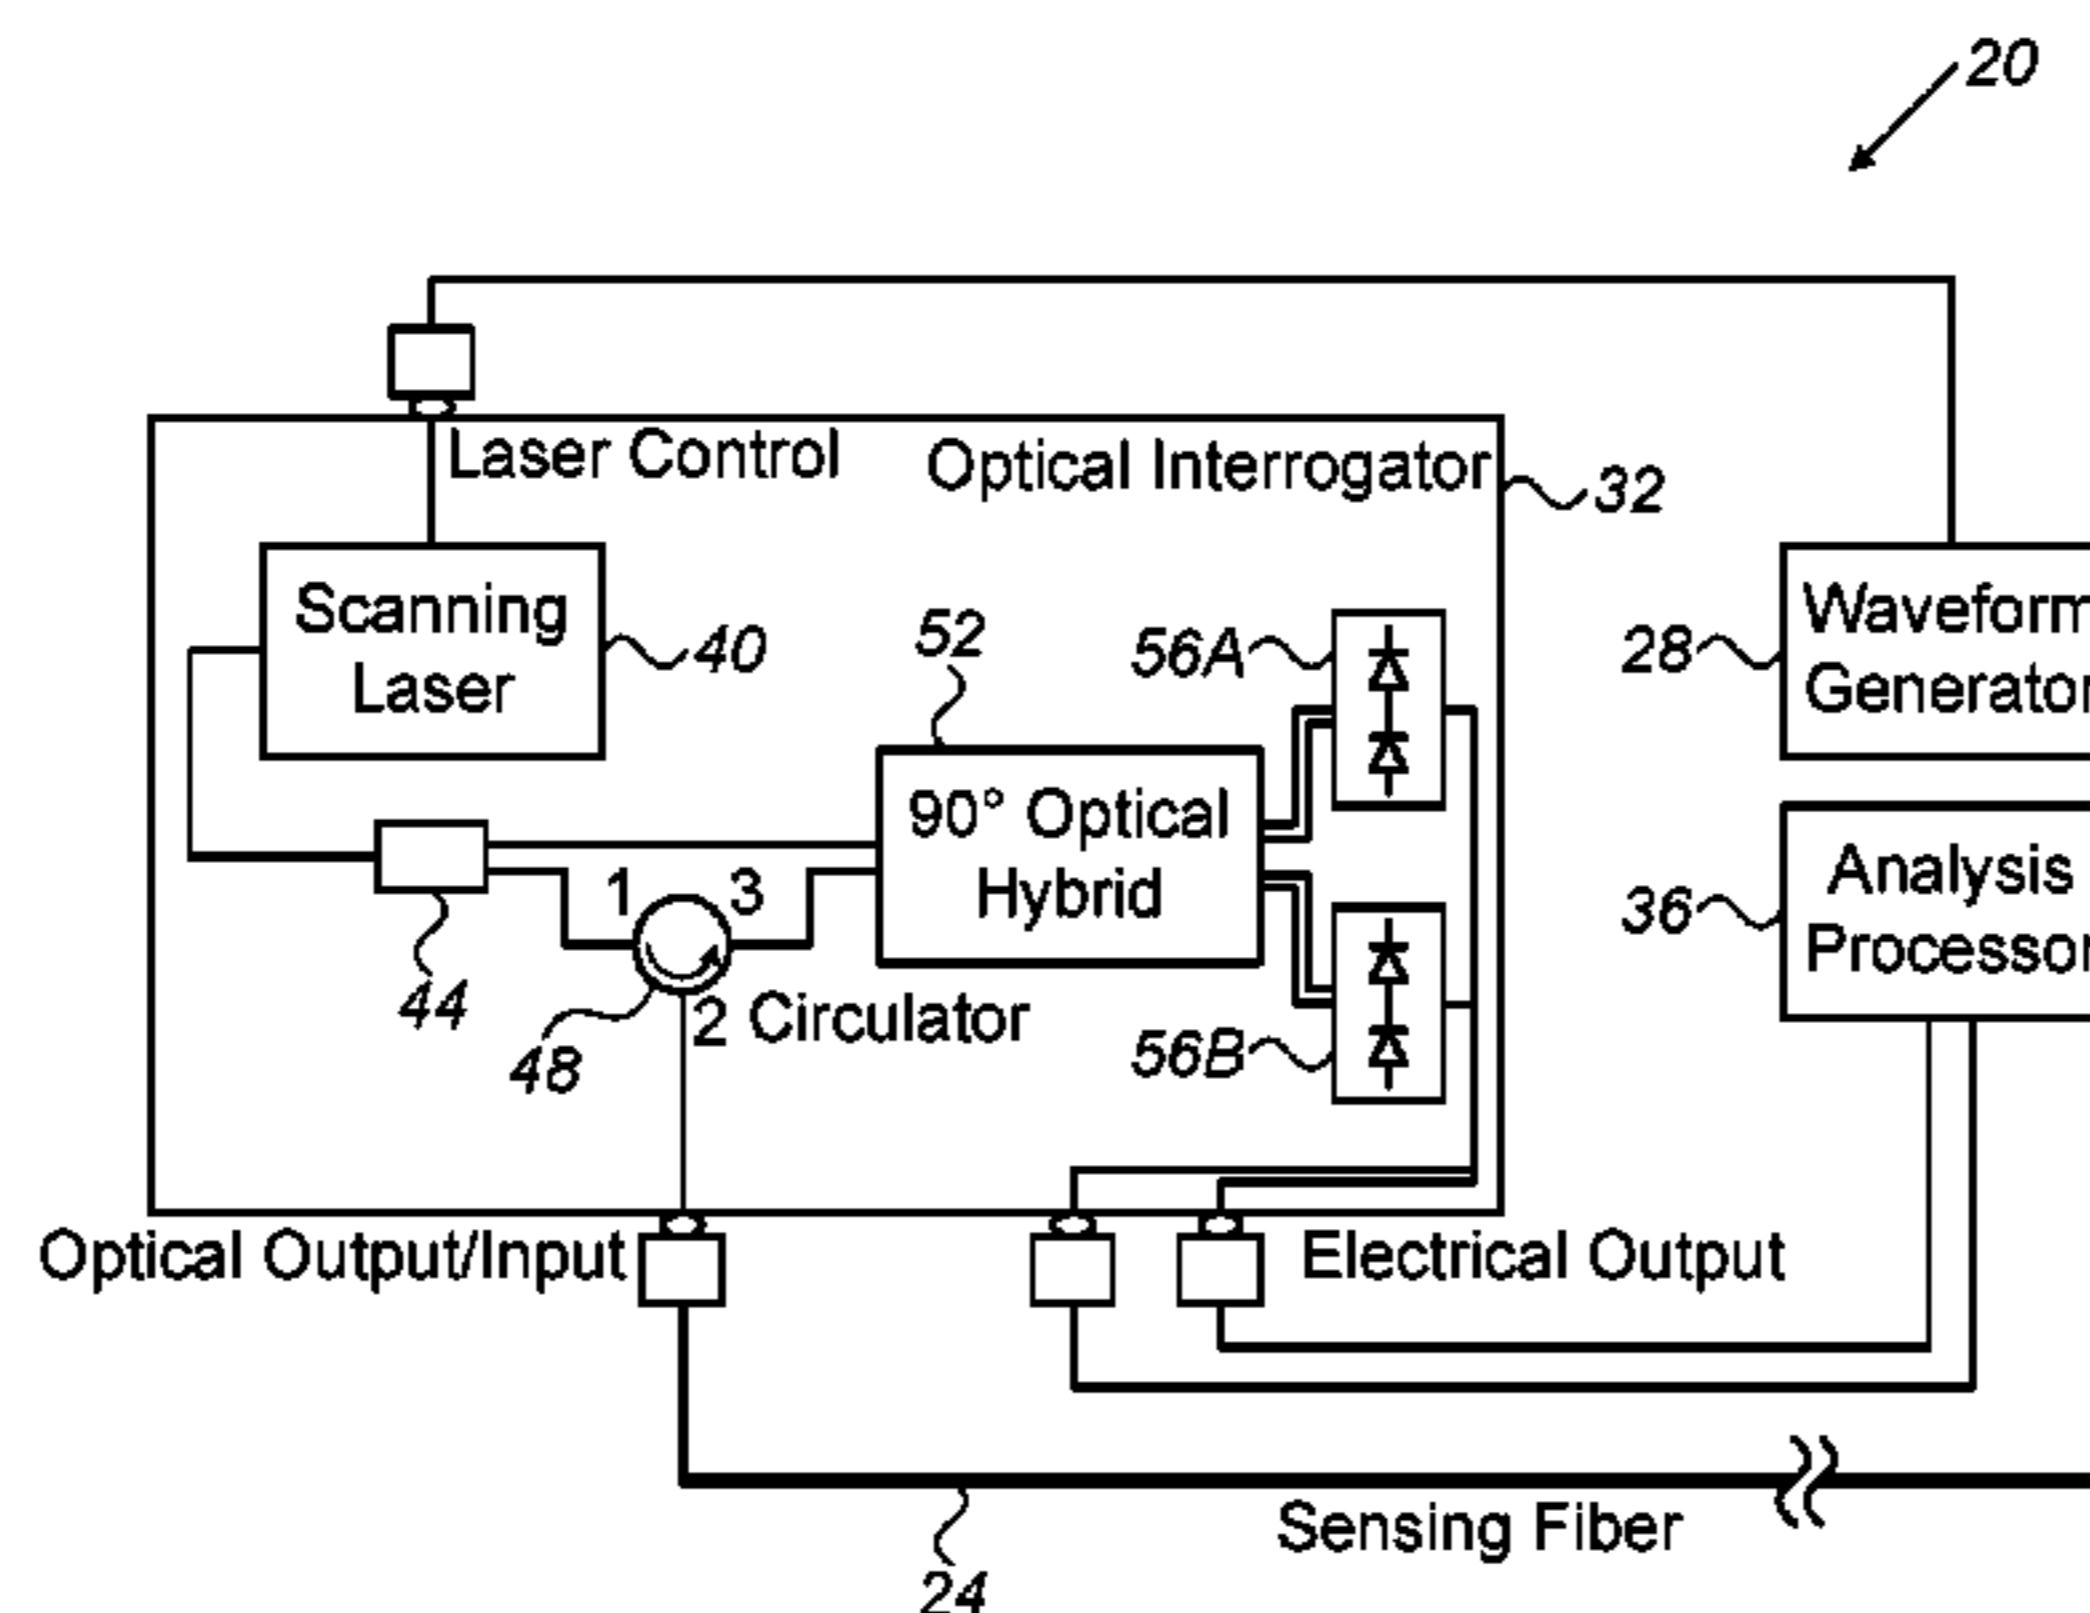 20
Laser Control
Optical Interrogator
32
Scanning
Laser
40
52
56A
28
Waveform
Generator
90° Optical
Hybrid
1
3
2
Circulator
44
48
56B
36
Analysis
Processor
Optical Output/Input
Electrical Output
Sensing Fiber
24